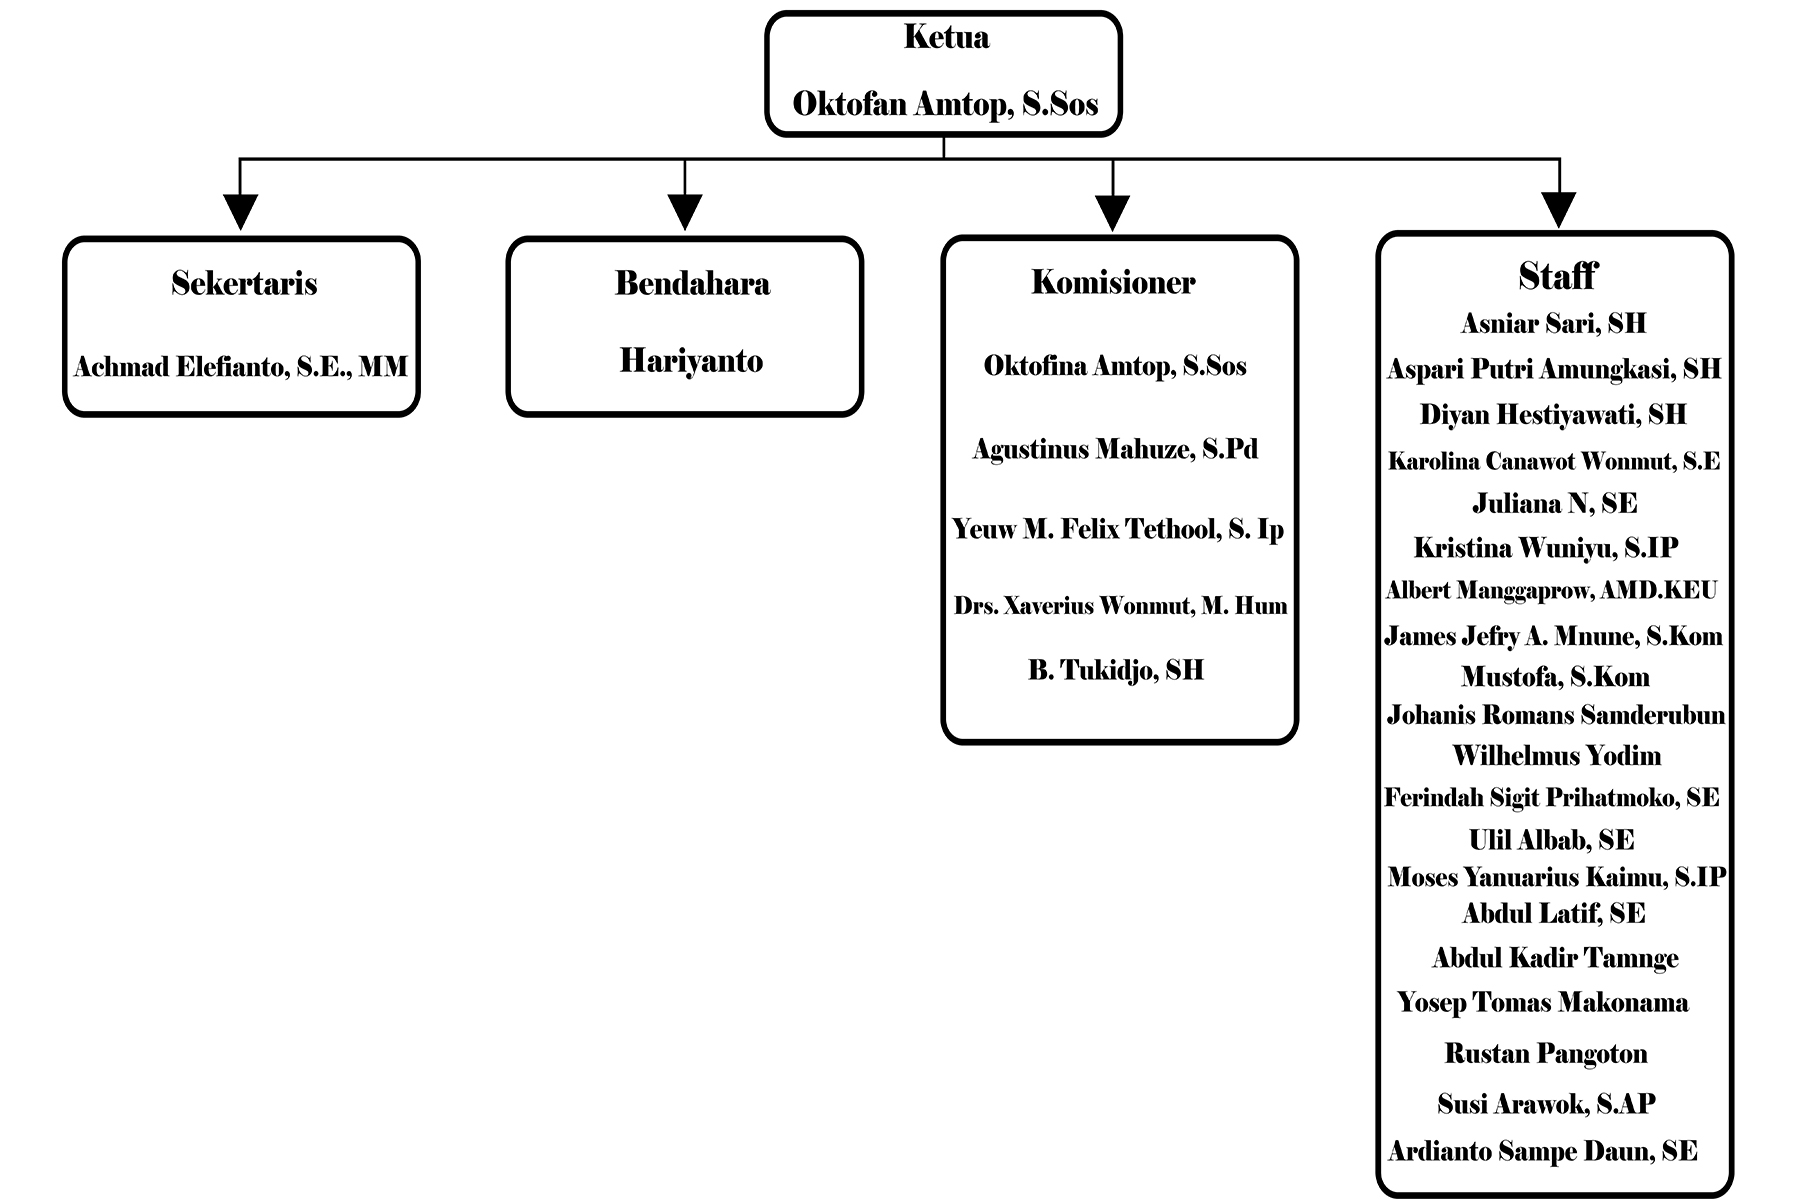 Ketua
Oktofan Amtop, S.Sos
Sekertaris
Achmad Elefianto, S.E., MM
Bendahara
Hariyanto
Komisioner
Oktofina Amtop, S.Sos
Agustinus Mahuze, S.Pd
Yeuw M. Felix Tethool, S. Ip
Drs. Xaverius Wonmut, M. Hum
B. Tukidjo, SH
Staff
Asniar Sari, SH
Aspari Putri Amungkasi, SH
Diyan Hestiyawati, SH
Karolina Canawot Wonmut, S.E
Juliana N, SE
Kristina Wuniyu, S.IP
Albert Manggaprow, AMD.KEU
James Jefry A. Mnune, S.Kom
Mustofa, S.Kom
Johanis Romans Samderubun
Wilhelmus Yodim
Ferindah Sigit Prihatmoko, SE
Ulil Albab, SE
Moses Yanuarius Kaimu, S.IP
Abdul Latif, SE
Abdul Kadir Tamnge
Yosep Tomas Makonama
Rustan Pangoton
Susi Arawok, S.AP
Ardianto Sampe Daun, SE